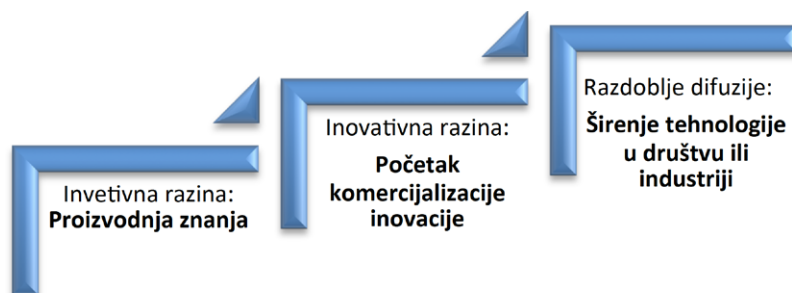 Invetivna razina:
Proizvodnja znanja
Inovativna razina:
Početak
komercijalizacije
inovacije
Razdoblje difuzije:
Širenje tehnologije
u društvu ili
industriji